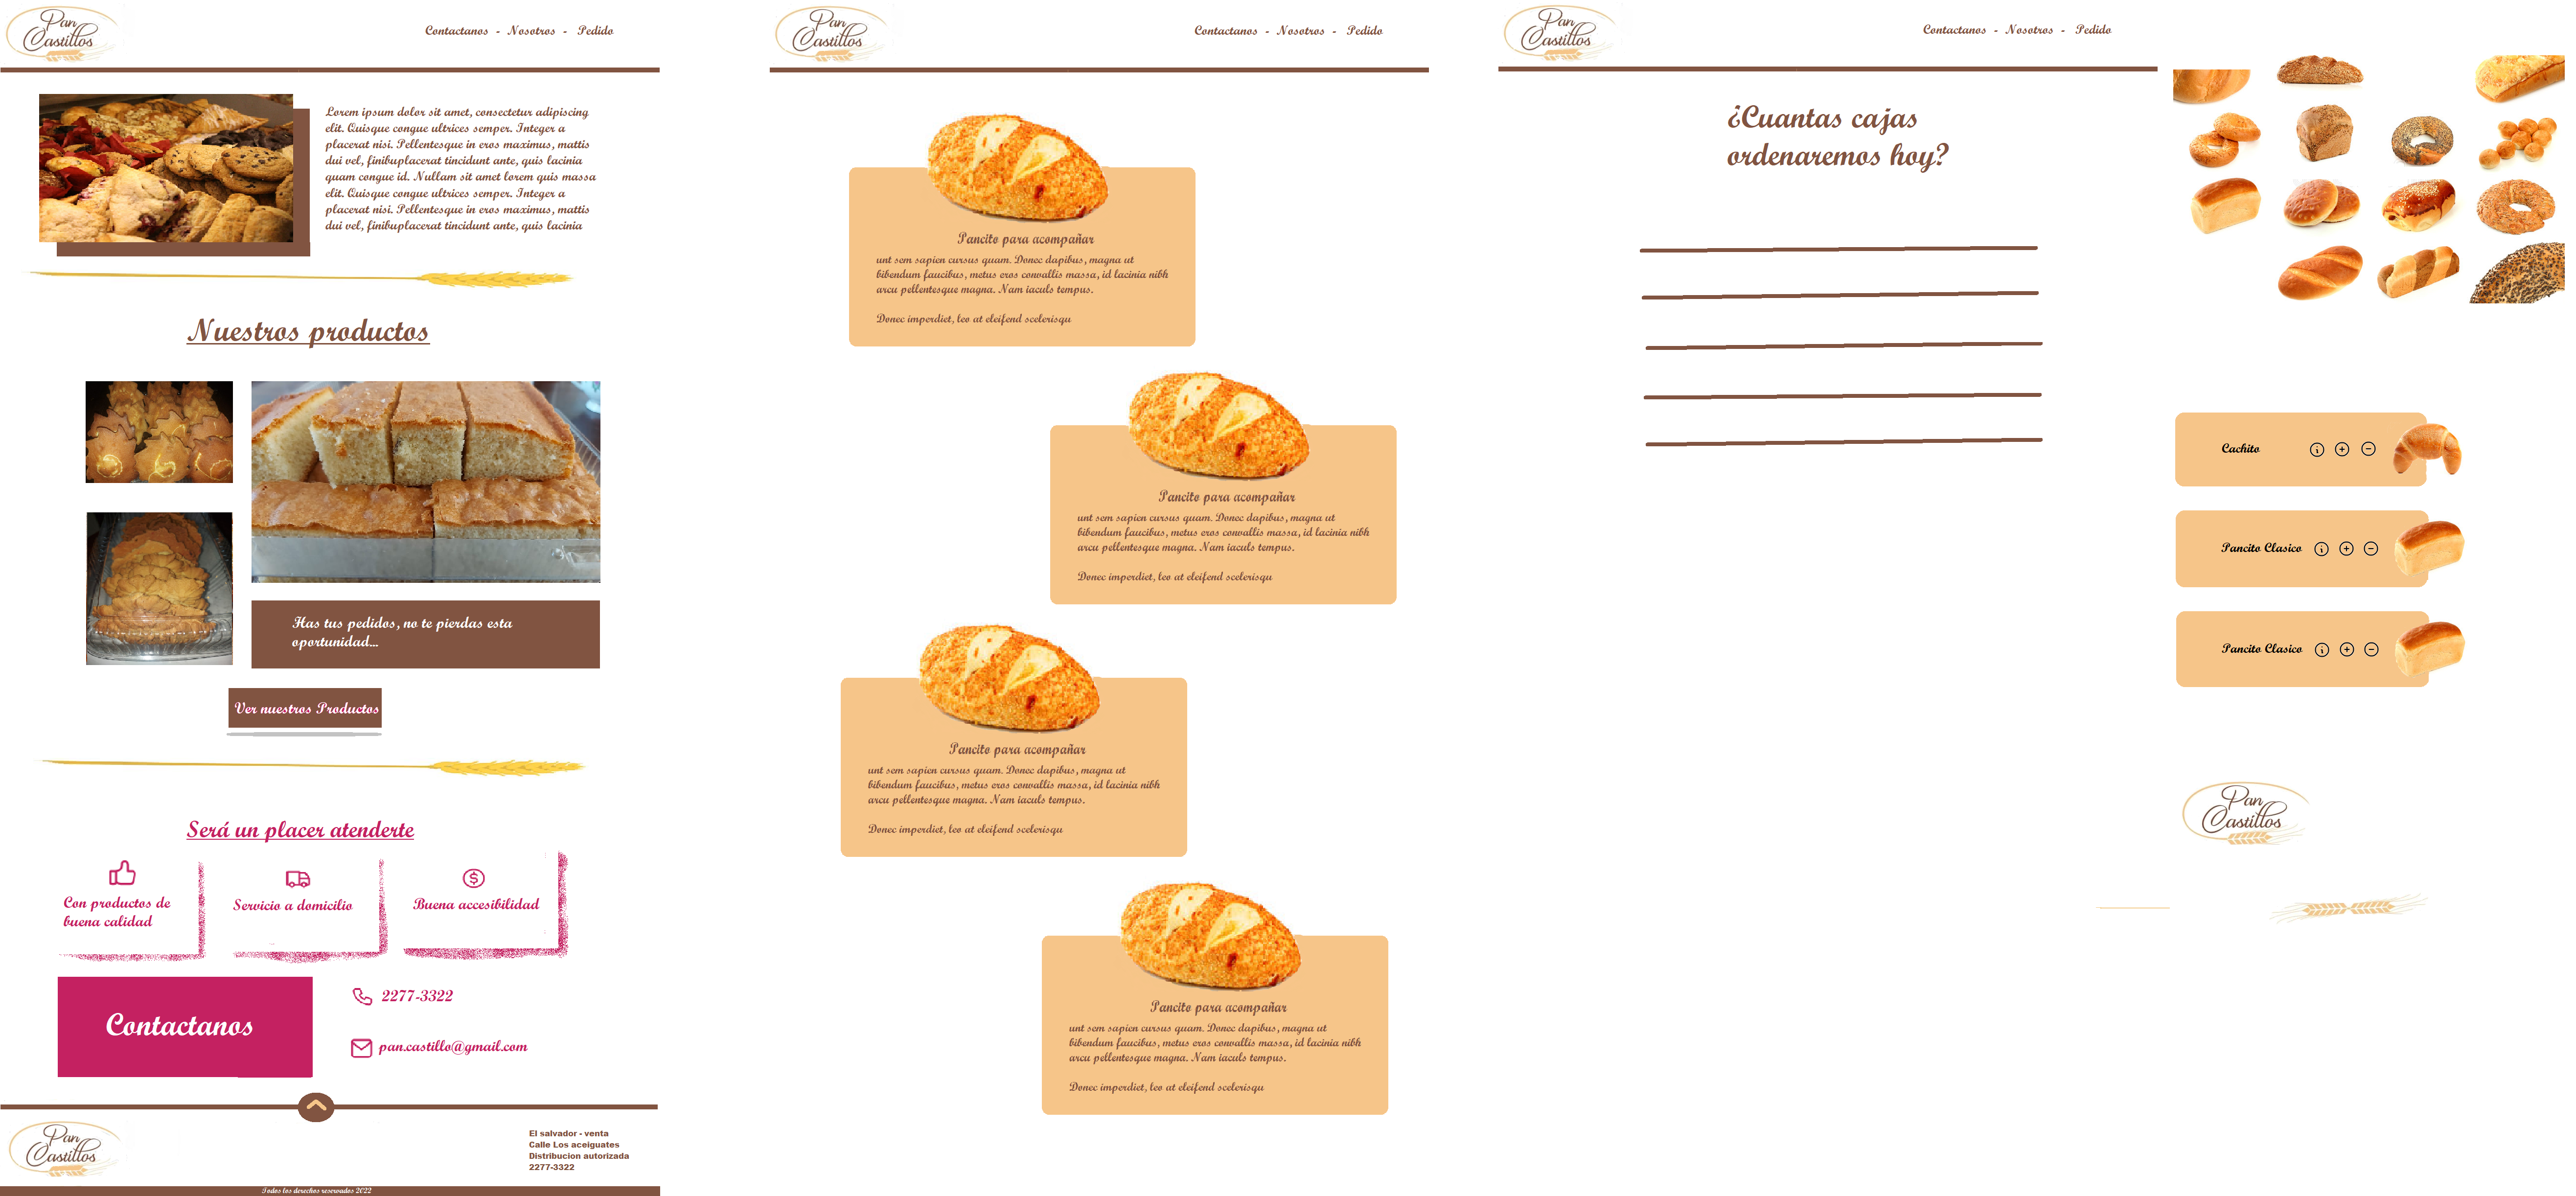 Pan
Castillos
Contactanos - Nosotros - Pedido
Lorem ipsum dolor sit amet, consectetur adipiscing
elit. Quisque congue ultrices semper. Integer a
placerat nisi. Pellentesque in eros maximus, mattis
dui vel, finibuplacerat tincidunt ante, quis lacinia
quam congue id. Nullam sit amet lorem quis massa
elit. Quisque congue ultrices semper. Integer a
placerat nisi. Pellentesque in eros maximus, mattis
dui vel, finibuplacerat tincidunt ante, quis lacinia
Nuestros productos
Has tus pedidos, no te pierdas esta
oportunidad...
Ver nuestros Productos
Será un placer atenderte
Con productos de
buena calidad
Servicio a domicilio
Buena accesibilidad
Contactanos
2277-3322
pan.castillo@gmail.com
Pan
Castillos
El salvador - venta
Calle Los aceiguates
Distribucion autorizada
2277-3322
Todos los derechos reservados 2022
Pan
Castillos
Contactanos - Nosotros - Pedido
Pancito para acompañar
unt sem sapien cursus quam. Donec dapibus, magna ut
bibendum faucibus, metus eros convallis massa, id lacinia nibh
arcu pellentesque magna. Nam iaculs tempus.
Donec imperdiet, leo at eleifend scelerisqu
Pancito para acompañar
unt sem sapien cursus quam. Donec dapibus, magna ut
bibendum faucibus, metus eros convallis massa, id lacinia nibh
arcu pellentesque magna. Nam iaculs tempus.
Donec imperdiet, leo at eleifend scelerisqu
Pancito para acompañar
unt sem sapien cursus quam. Donec dapibus, magna ut
bibendum faucibus, metus eros convallis massa, id lacinia nibh
arcu pellentesque magna. Nam iaculs tempus.
Donec imperdiet, leo at eleifend scelerisqu
Pancito para acompañar
unt sem sapien cursus quam. Donec dapibus, magna ut
bibendum faucibus, metus eros convallis massa, id lacinia nibh
arcu pellentesque magna. Nam iaculs tempus.
Donec imperdiet, leo at eleifend scelerisqu
Pan
Castillos
Contactanos - Nosotros - Pedido
¿Cuantas cajas
ordenaremos hoy?
Cachito
Pancito Clasico
Pancito Clasico
Pan
Castillos